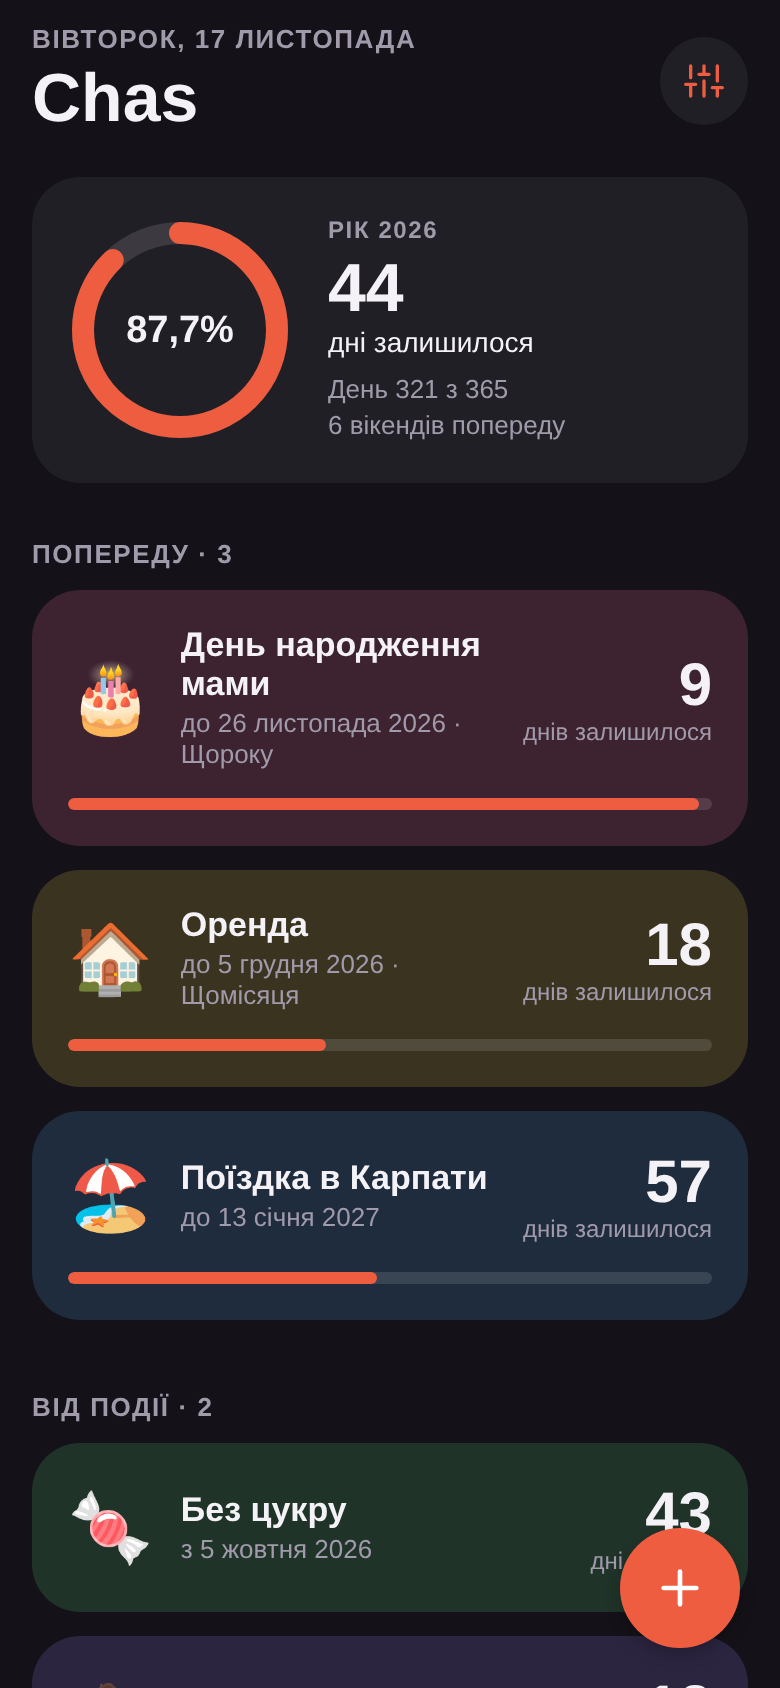 ВІВТОРОК, 17 ЛИСТОПАДА
Chas
87,7%
РІК 2026
44
дні залишилося
День 321 з 365
6 вікендів попереду
ПОПЕРЕДУ · 3
День народження
мами
до 26 листопада 2026 ·
Щороку
9
днів залишилося
Оренда
до 5 грудня 2026 ·
Щомісяця
18
днів залишилося
Поїздка в Карпати
до 13 січня 2027
57
днів залишилося
ВІД ПОДІЇ · 2
Без цукру
з 5 жовтня 2026
43
дні